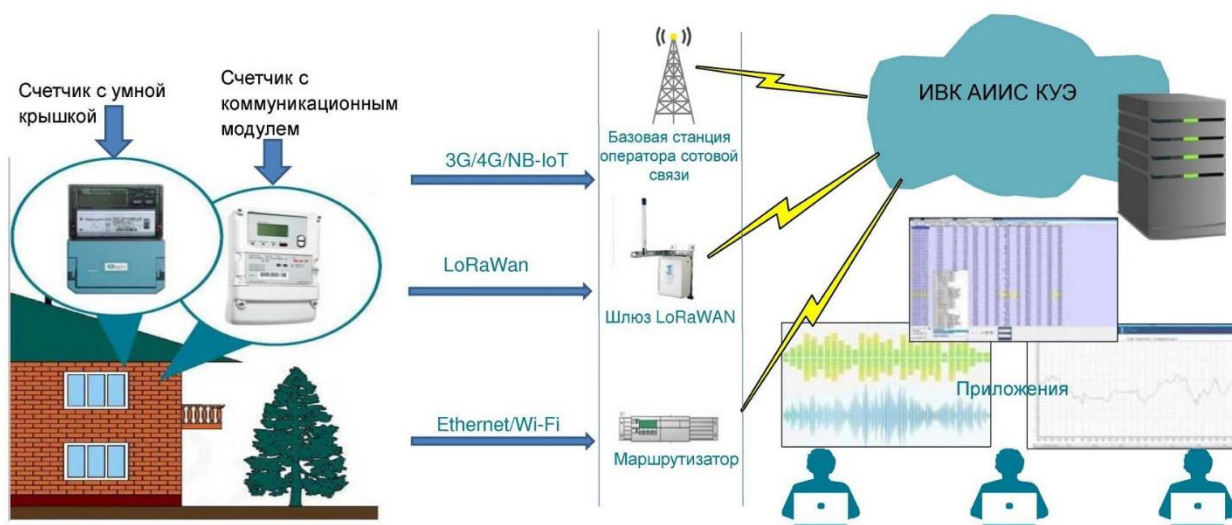 Счетчик с умной
крышкой
Счетчик с
коммуникационным
модулем
3G/4G/NB-IoT
LoRaWan
Ethernet/Wi-Fi
Базовая станция
оператора сотовой
связи
Шлюз LoRaWAN
Маршрутизатор
ИВК АИИС КУЭ
Приложения